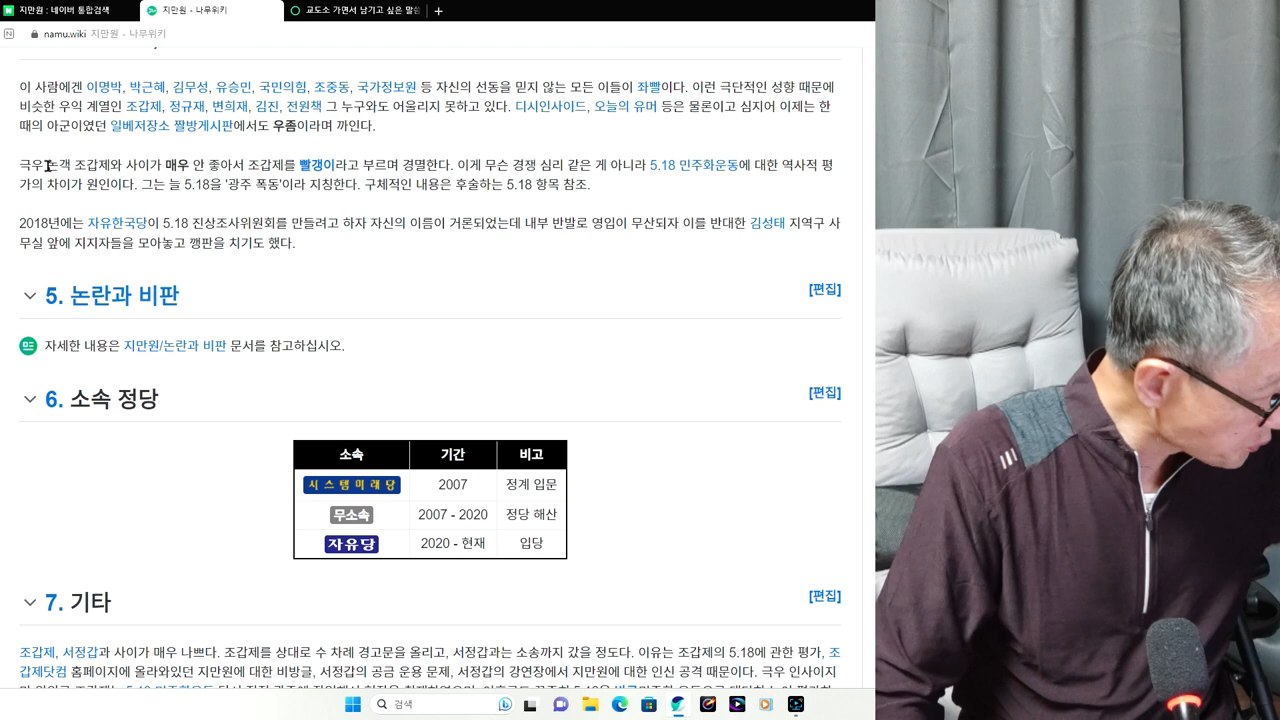 지만원 : 네이버 통합검색
지만원 - 나무위키
교도소 가면서 남기고 싶은 말씀
namu.wiki 지만원 - 나무위키
이 사람에겐 이명박, 박근혜, 김무성, 유승민, 국민의힘, 조중동, 국가정보원 등 자신의 선동을 믿지 않는 모든 이들이 좌빨이다. 이런 극단적인 성향 때문에
비슷한 우익 계열인 조갑제, 정규재, 변희재, 김진, 전원책 그 누구와도 어울리지 못하고 있다. 디시인사이드, 오늘의 유머 등은 물론이고 심지어 이제는 한
때의 아군이였던 일베저장소 짤방게시판에서도 우좀이라며 까인다.
극우 논객 조갑제와 사이가 매우 안 좋아서 조갑제를 빨갱이라고 부르며 경멸한다. 이게 무슨 경쟁 심리 같은 게 아니라 5.18 민주화운동에 대한 역사적 평
가의 차이가 원인이다. 그는 늘 5.18을 '광주 폭동'이라 지칭한다. 구체적인 내용은 후술하는 5.18 항목 참조.
2018년에는 자유한국당이 5.18 진상조사위원회를 만들려고 하자 자신의 이름이 거론되었는데 내부 반발로 영입이 무산되자 이를 반대한 김성태 지역구 사
무실 앞에 지지자들을 모아놓고 깽판을 치기도 했다.
5. 논란과 비판
[편집]
자세한 내용은 지만원/논란과 비판 문서를 참고하십시오.
6. 소속 정당
[편집]
소속 기간 비고
시스템미래당 2007 정계 입문
무소속 2007 - 2020 정당 해산
자유당 2020 - 현재 입당
7. 기타
[편집]
조갑제, 서정갑과 사이가 매우 나쁘다. 조갑제를 상대로 수 차례 경고문을 올리고, 서정갑과는 소송까지 갔을 정도다. 이유는 조갑제의 5.18에 관한 평가, 조
갑제닷컴 홈페이지에 올라와있던 지만원에 대한 비방글, 서정갑의 공금 운용 문제, 서정갑의 강연장에서 지만원에 대한 인신 공격 때문이다. 극우 인사이지
검색